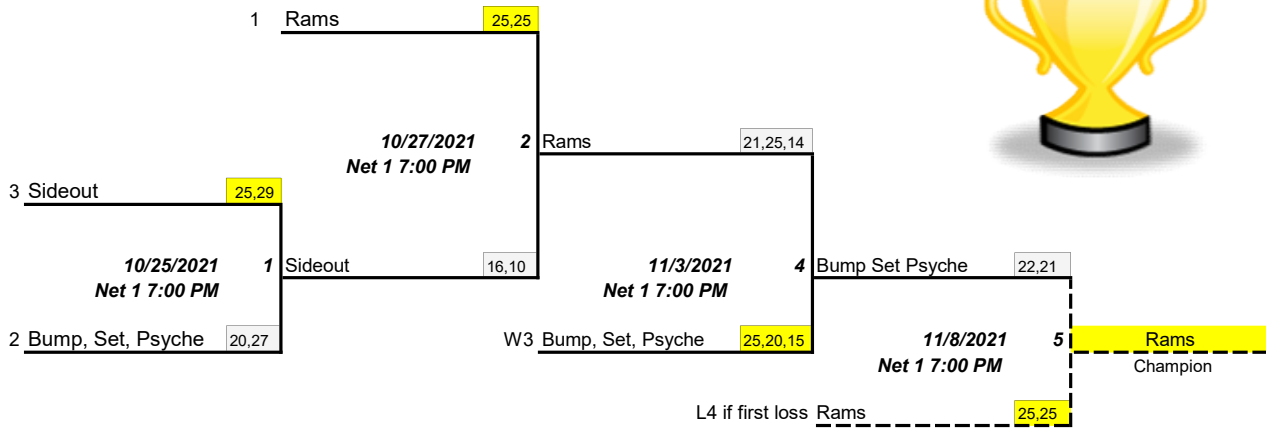 1 Rams 25,25
10/27/2021 2 Rams 21,25,14
Net 1 7:00 PM
3 Sideout 25,29
10/25/2021 1 Sideout 16,10 11/3/2021 4 Bump Set Psyche 22,21
Net 1 7:00 PM Net 1 7:00 PM
2 Bump, Set, Psyche 20,27 W3 Bump, Set, Psyche 25,20,15 11/8/2021 5 Rams
Net 1 7:00 PM Champion
L4 if first loss Rams 25,25